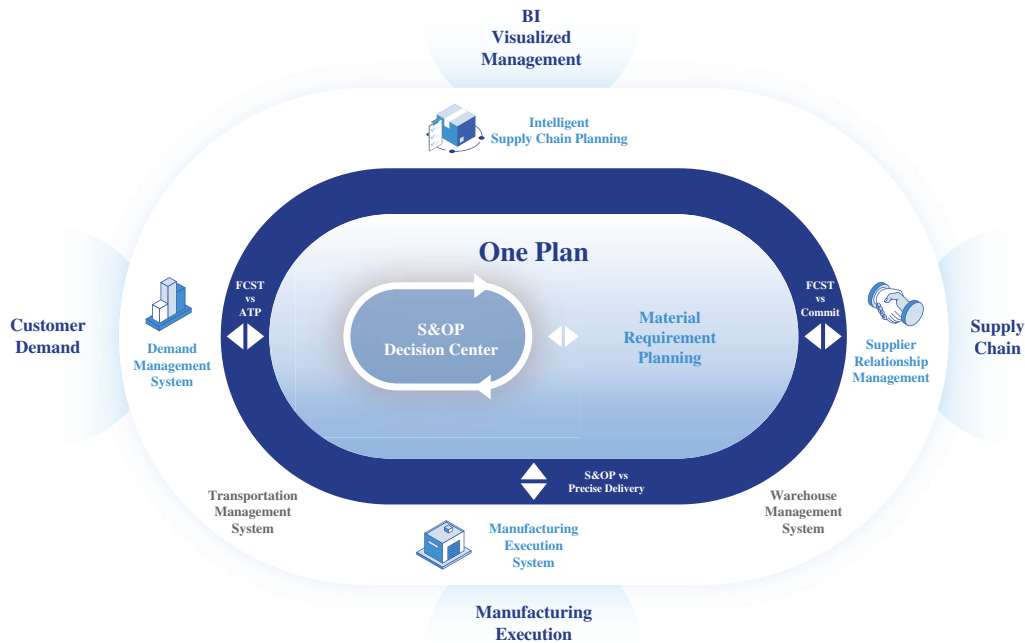 BI
Visualized
Management
Intelligent
Supply Chain Planning
One Plan
FCST
vs
ATP
FCST
vs
Commit
S&OP
Decision Center
Material
Requirement
Planning
Customer
Demand
Demand
Management
System
Supplier
Relationship
Management
Supply
Chain
S&OP vs
Precise Delivery
Transportation
Management
System
Warehouse
Management
System
Manufacturing
Execution
System
Manufacturing
Execution